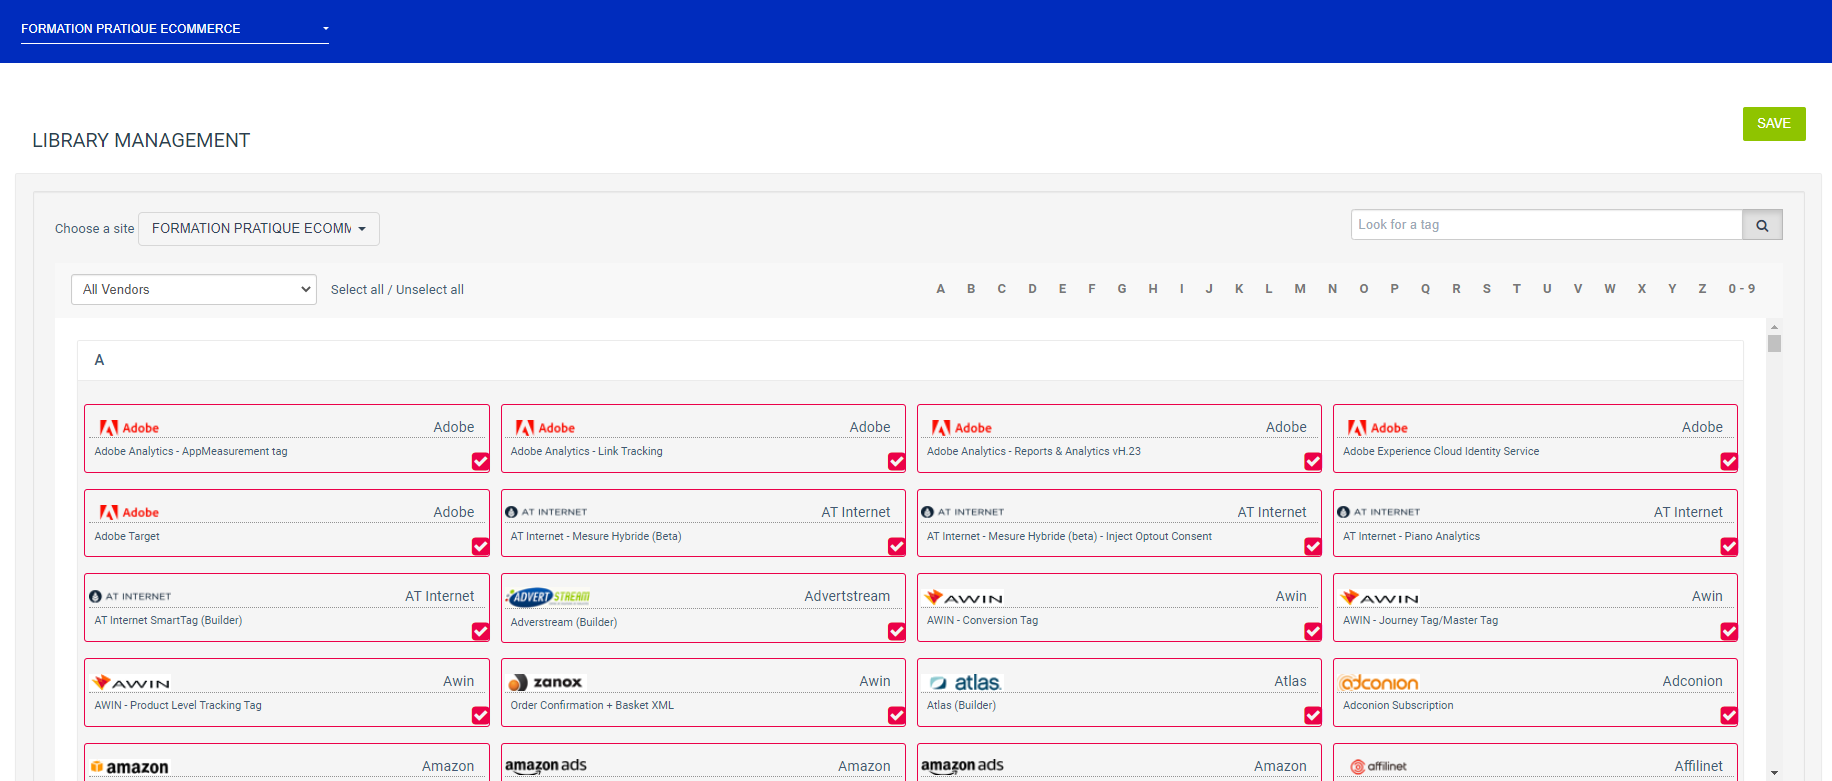 FORMATION PRATIQUE ECOMMERCE
LIBRARY MANAGEMENT
SAVE
Choose a site
FORMATION PRATIQUE ECOMM
Look for a tag
All Vendors
Select all / Unselect all
A B C D E F G H I J K L M N O P Q R S T U V W X Y Z 0 - 9
A
Adobe Adobe
Adobe Analytics - AppMeasurement tag
Adobe Adobe
Adobe Analytics - Link Tracking
Adobe Adobe
Adobe Analytics - Reports & Analytics vH.23
Adobe Adobe
Adobe Experience Cloud Identity Service
Adobe Adobe
Adobe Target
AT INTERNET AT Internet
AT Internet - Mesure Hybride (Beta)
AT INTERNET AT Internet
AT Internet - Mesure Hybride (beta) - Inject Optout Consent
AT INTERNET AT Internet
AT Internet - Piano Analytics
AT INTERNET AT Internet
AT Internet SmartTag (Builder)
ADVERTSTREAM Advertstream
Adverstream (Builder)
AWIN Awin
AWIN - Conversion Tag
AWIN Awin
AWIN - Journey Tag/Master Tag
AWIN Awin
AWIN - Product Level Tracking Tag
zanox Awin
Order Confirmation + Basket XML
atlas. Atlas
Atlas (Builder)
adconion Adconion
Adconion Subscription
amazon Amazon
amazon ads Amazon
amazon ads Amazon
affilinet Affilinet